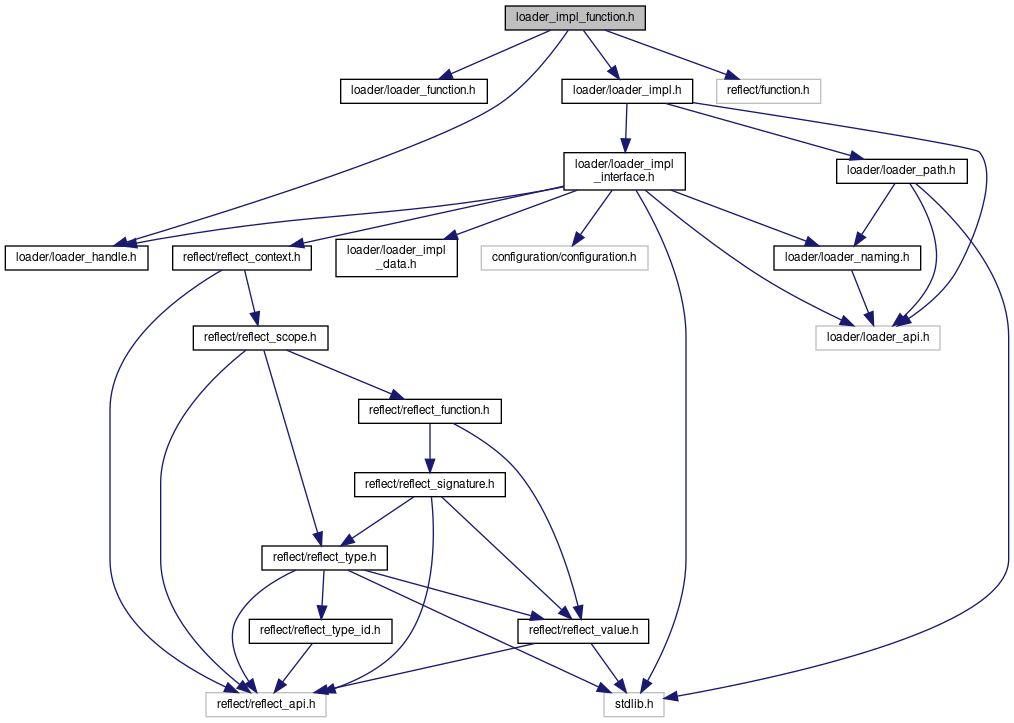 loader_impl_function.h
loader/loader_function.h
loader/loader_impl.h
reflect/function.h
loader/loader_impl
_interface.h
loader/loader_path.h
loader/loader_handle.h
reflect/reflect_context.h
loader/loader_impl
_data.h
configuration/configuration.h
loader/loader_naming.h
reflect/reflect_scope.h
loader/loader_api.h
reflect/reflect_function.h
reflect/reflect_signature.h
reflect/reflect_type.h
reflect/reflect_type_id.h
reflect/reflect_value.h
reflect/reflect_api.h
stdlib.h